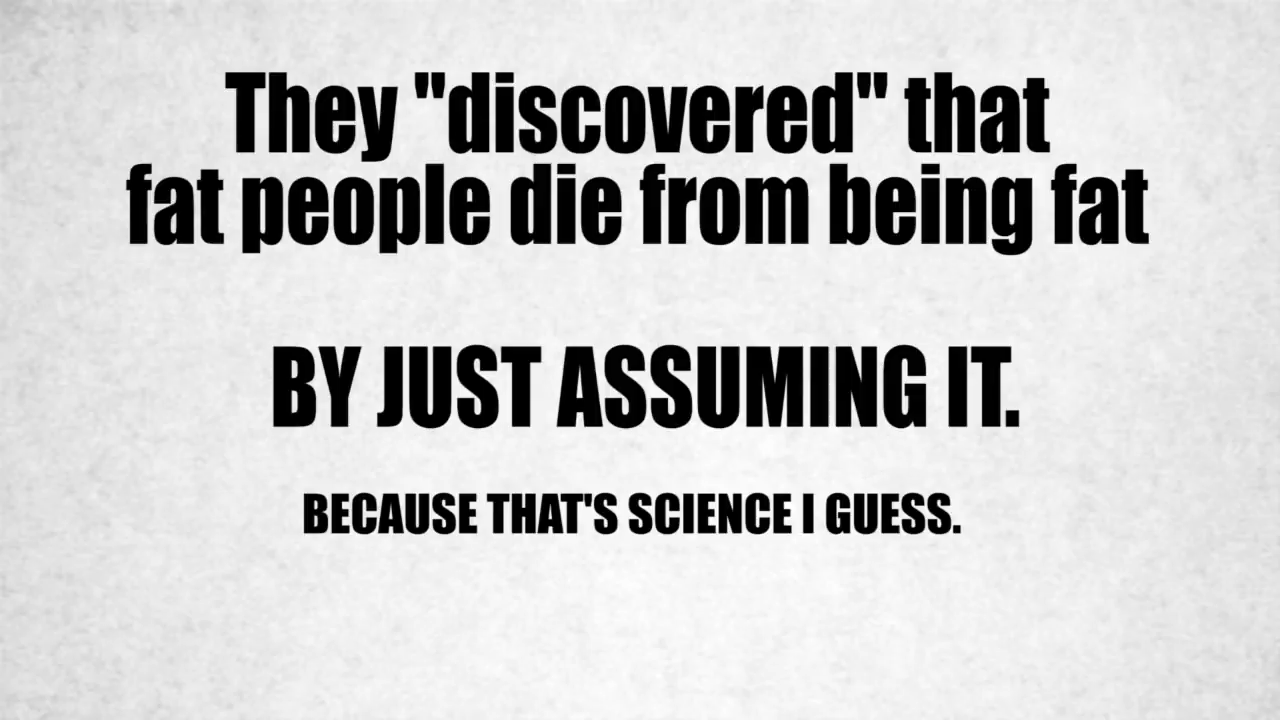 They "discovered" that
fat people die from being fat
BY JUST ASSUMING IT.
BECAUSE THAT'S SCIENCE I GUESS.